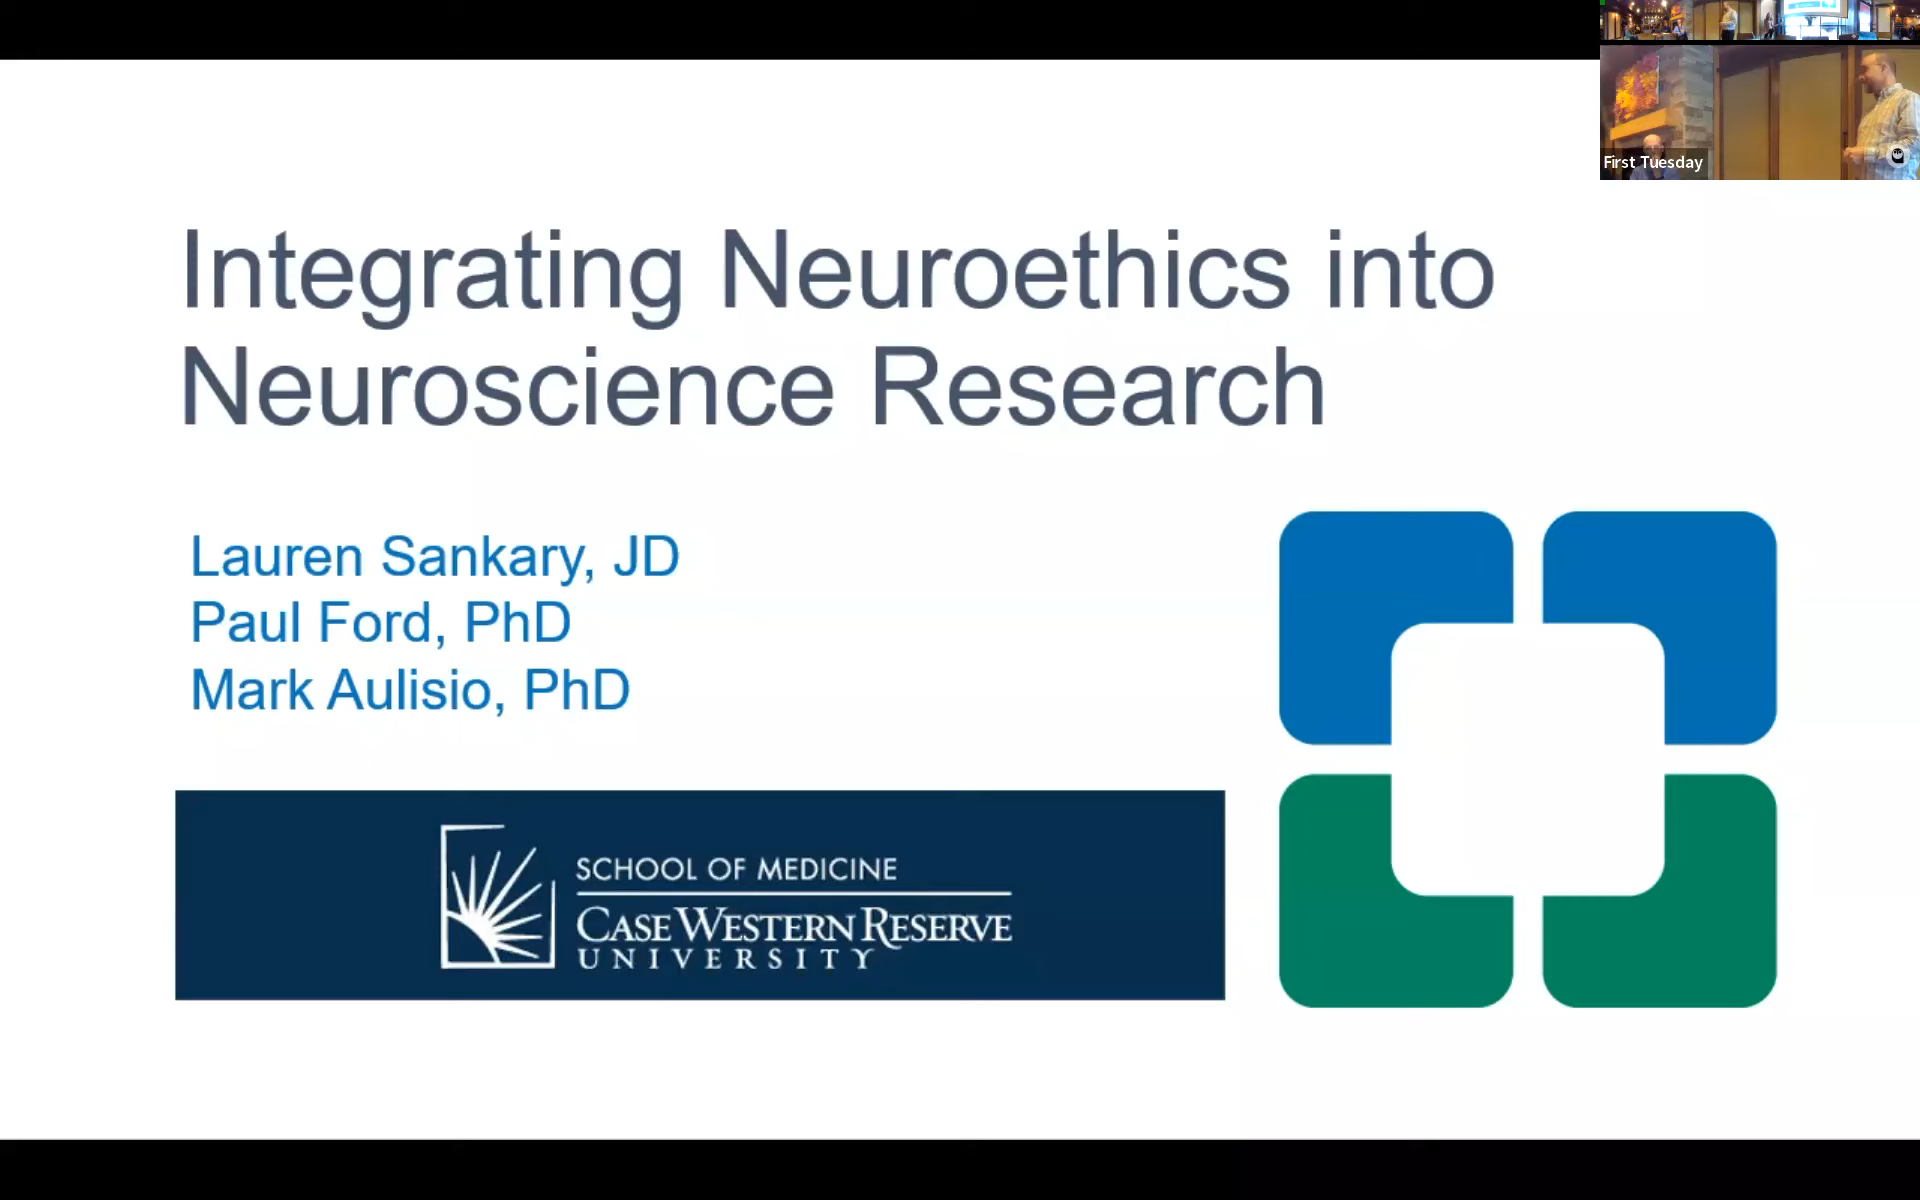 First Tuesday
Integrating Neuroethics into
Neuroscience Research
Lauren Sankary, JD
Paul Ford, PhD
Mark Aulisio, PhD
SCHOOL OF MEDICINE
CASE WESTERN RESERVE
UNIVERSITY